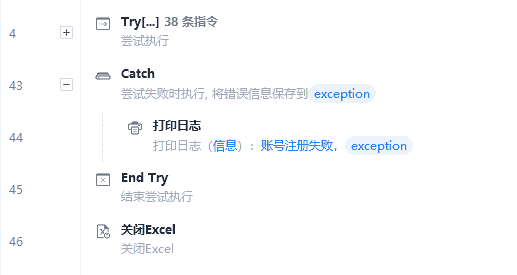 4 Try[...] 38 条指令
尝试执行
43 Catch
尝试失败时执行, 将错误信息保存到 exception
44 打印日志
打印日志（信息）： 账号注册失败， exception
45 End Try
结束尝试执行
46 关闭Excel
关闭Excel